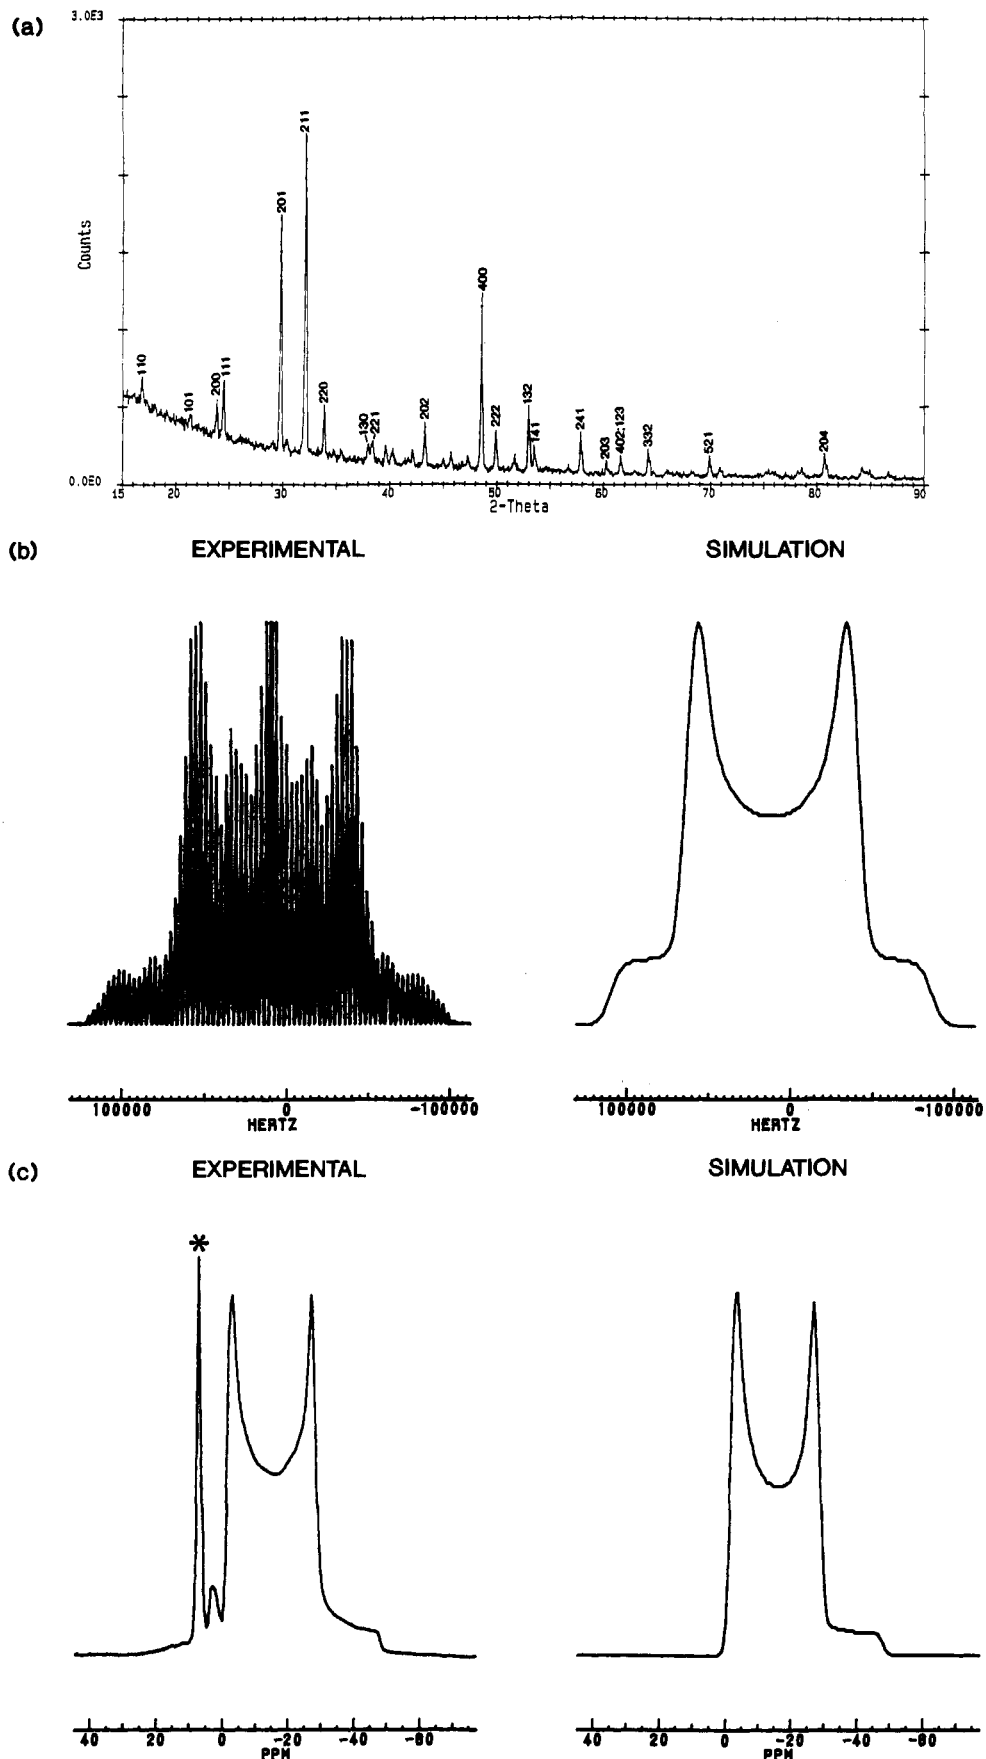 (a)
3.0E3
Counts
0.0E0
110
101
200
111
201
211
220
130
221
202
400
222
132
141
241
203
402;123
332
521
204
15 20 30 40 50 60 70 80 90
2-Theta
(b)
EXPERIMENTAL SIMULATION
100000 0 -100000
HERTZ
100000 0 -100000
HERTZ
(c)
EXPERIMENTAL SIMULATION
*
40 20 0 -20 -40 -60
PPM
40 20 0 -20 -40 -60
PPM